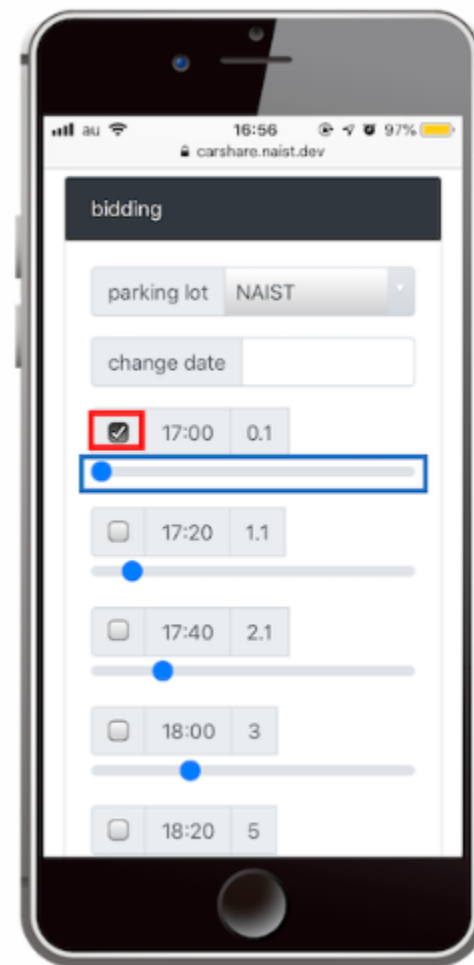 au 16:56 97%
carshare.naist.dev
bidding
parking lot NAIST
change date
17:00 0.1
17:20 1.1
17:40 2.1
18:00 3
18:20 5